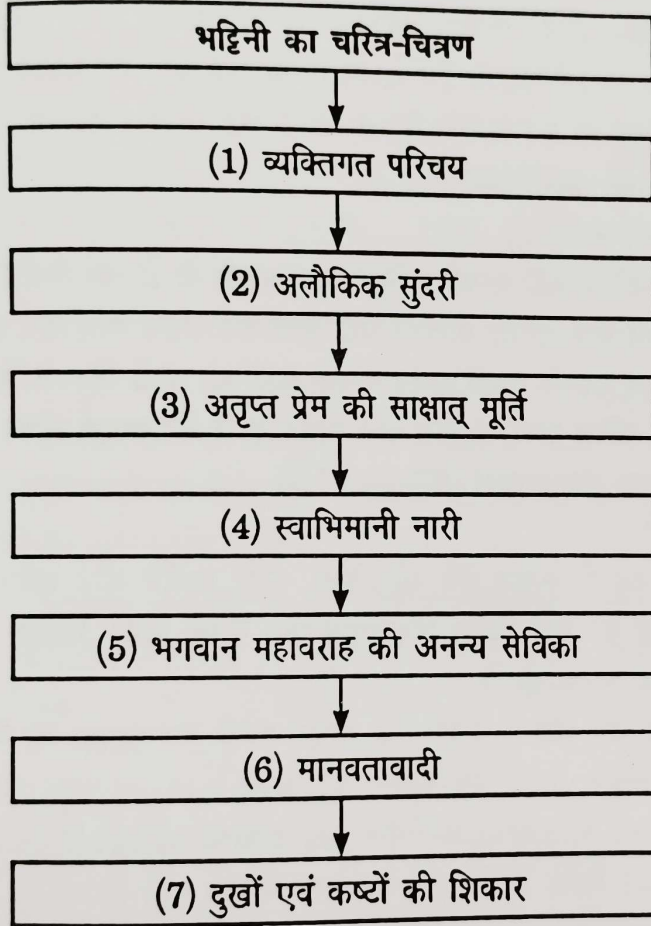 भट्टिनी का चरित्र-चित्रण
(1) व्यक्तिगत परिचय
(2) अलौकिक सुंदरी
(3) अतृप्त प्रेम की साक्षात् मूर्ति
(4) स्वाभिमानी नारी
(5) भगवान महावराह की अनन्य सेविका
(6) मानवतावादी
(7) दुखों एवं कष्टों की शिकार